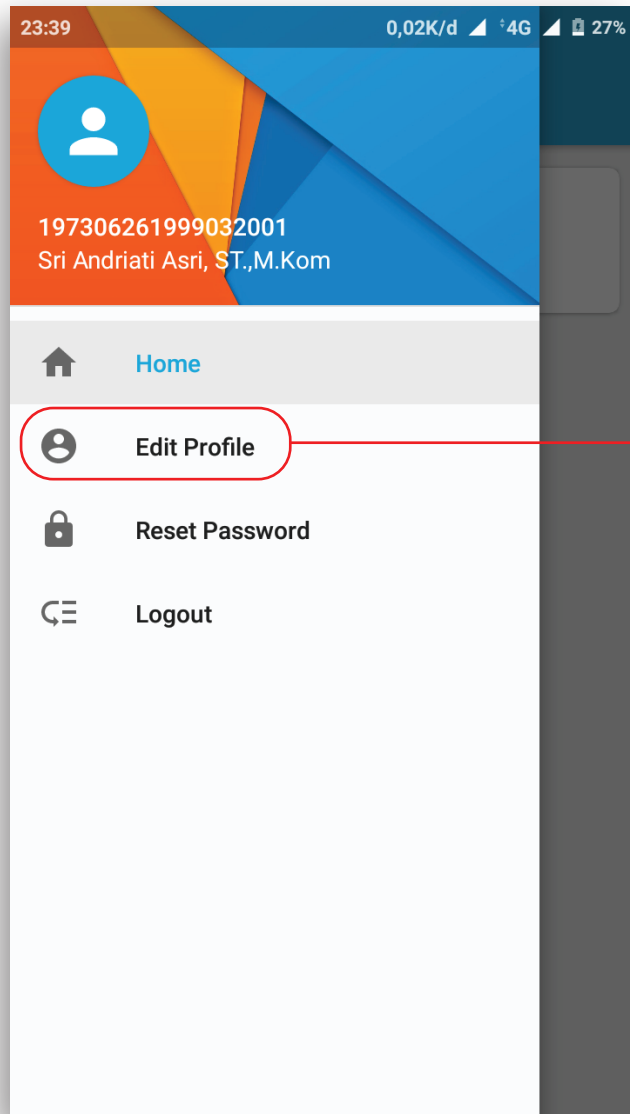 23:39 0,02K/d 4G 27%
197306261999032001
Sri Andriati Asri, ST.,M.Kom
Home
Edit Profile
Reset Password
Logout